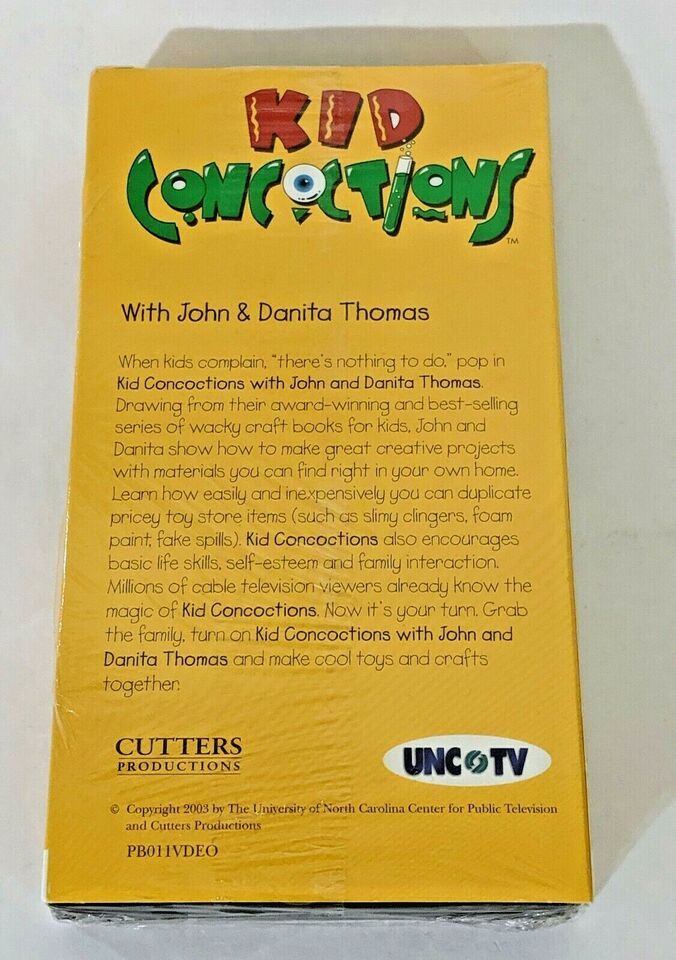 KID
CONCOCTIONS
TM
With John & Danita Thomas
When kids complain, "there's nothing to do," pop in
Kid Concoctions with John and Danita Thomas.
Drawing from their award-winning and best-selling
series of wacky craft books for kids, John and
Danita show how to make great creative projects
with materials you can find right in your own home.
Learn how easily and inexpensively you can duplicate
pricey toy store items (such as slimy clingers, foam
paint, fake spills). Kid Concoctions also encourages
basic life skills, self-esteem and family interaction.
Millions of cable television viewers already know the
magic of Kid Concoctions. Now it's your turn. Grab
the family, turn on Kid Concoctions with John and
Danita Thomas and make cool toys and crafts
together.
CUTTERS
PRODUCTIONS
UNC TV
© Copyright 2003 by The University of North Carolina Center for Public Television
and Cutters Productions
PB011VDEO